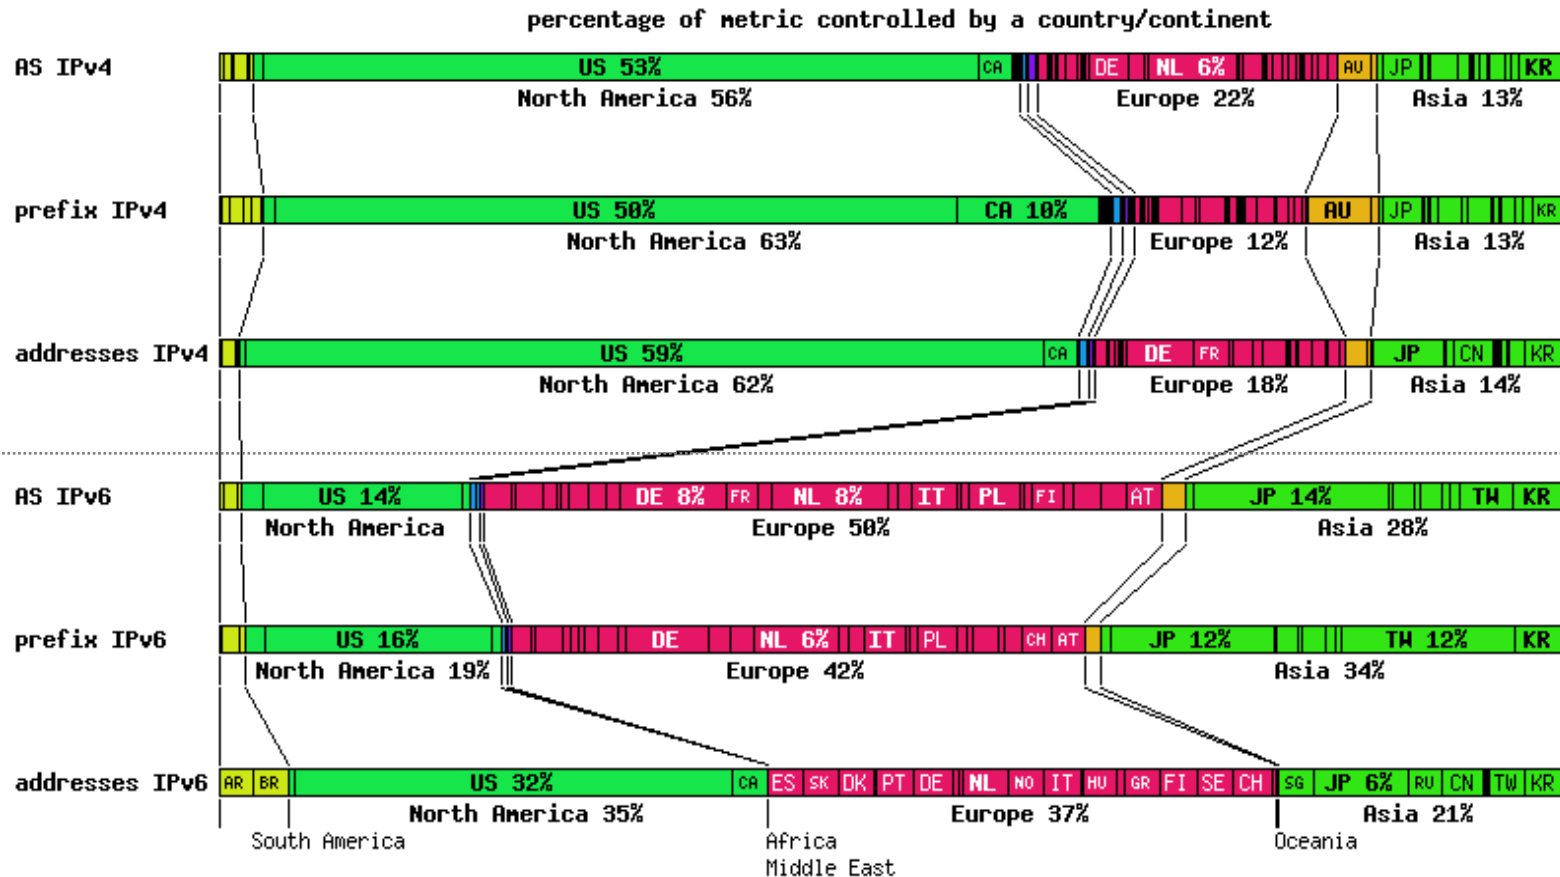 percentage of metric controlled by a country/continent
AS IPv4 US 53% CA DE NL 6% AU JP KR
North America 56% Europe 22% Asia 13%
prefix IPv4 US 50% CA 10% AU JP KR
North America 63% Europe 12% Asia 13%
addresses IPv4 US 59% CA DE FR JP CN KR
North America 62% Europe 18% Asia 14%
AS IPv6 US 14% DE 8% FR NL 8% IT PL FI AT JP 14% TW KR
North America Europe 50% Asia 28%
prefix IPv6 US 16% DE NL 6% IT PL CH AT JP 12% TW 12% KR
North America 19% Europe 42% Asia 34%
addresses IPv6 AR BR US 32% CA ES SK DK PT DE NL NO IT HU GR FI SE CH SG JP 6% RU CN TW KR
North America 35% Europe 37% Asia 21%
South America Africa Oceania
Middle East